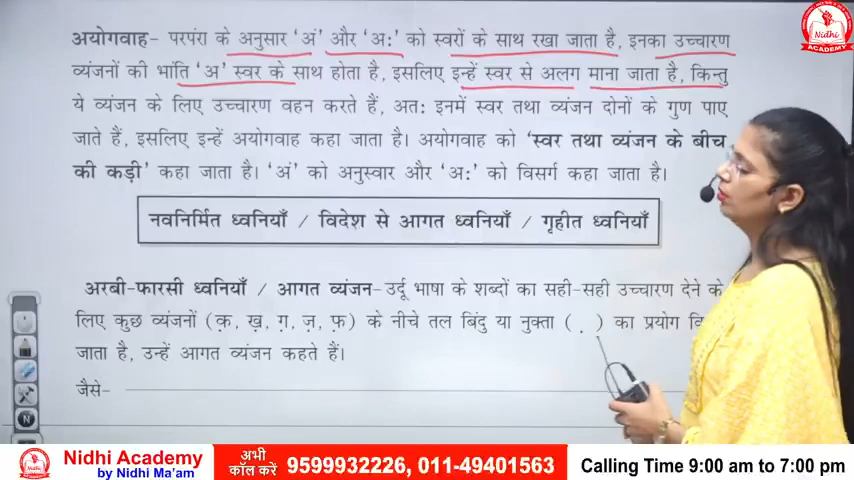 अयोगवाह- परपंरा के अनुसार ‘अं’ और ‘अः’ को स्वरों के साथ रखा जाता है, इनका उच्चारण
व्यंजनों की भांति ‘अ’ स्वर के साथ होता है, इसलिए इन्हें स्वर से अलग माना जाता है, किन्तु
ये व्यंजन के लिए उच्चारण वहन करते हैं, अतः इनमें स्वर तथा व्यंजन दोनों के गुण पाए
जाते हैं, इसलिए इन्हें अयोगवाह कहा जाता है। अयोगवाह को ‘स्वर तथा व्यंजन के बीच
की कड़ी’ कहा जाता है। ‘अं’ को अनुस्वार और ‘अः’ को विसर्ग कहा जाता है।
नवनिर्मित ध्वनियाँ / विदेश से आगत ध्वनियाँ / गृहीत ध्वनियाँ
अरबी-फारसी ध्वनियाँ / आगत व्यंजन-उर्दू भाषा के शब्दों का सही-सही उच्चारण देने के
लिए कुछ व्यंजनों (क़, ख़, ग़, ज़, फ़) के नीचे तल बिंदु या नुक्ता ( ़ ) का प्रयोग
जाता है, उन्हें आगत व्यंजन कहते हैं।
जैसे-
N
Nidhi
ACADEMY
Nidhi Academy
by Nidhi Ma'am
अभी
कॉल करें
9599932226, 011-49401563
Calling Time 9:00 am to 7:00 pm